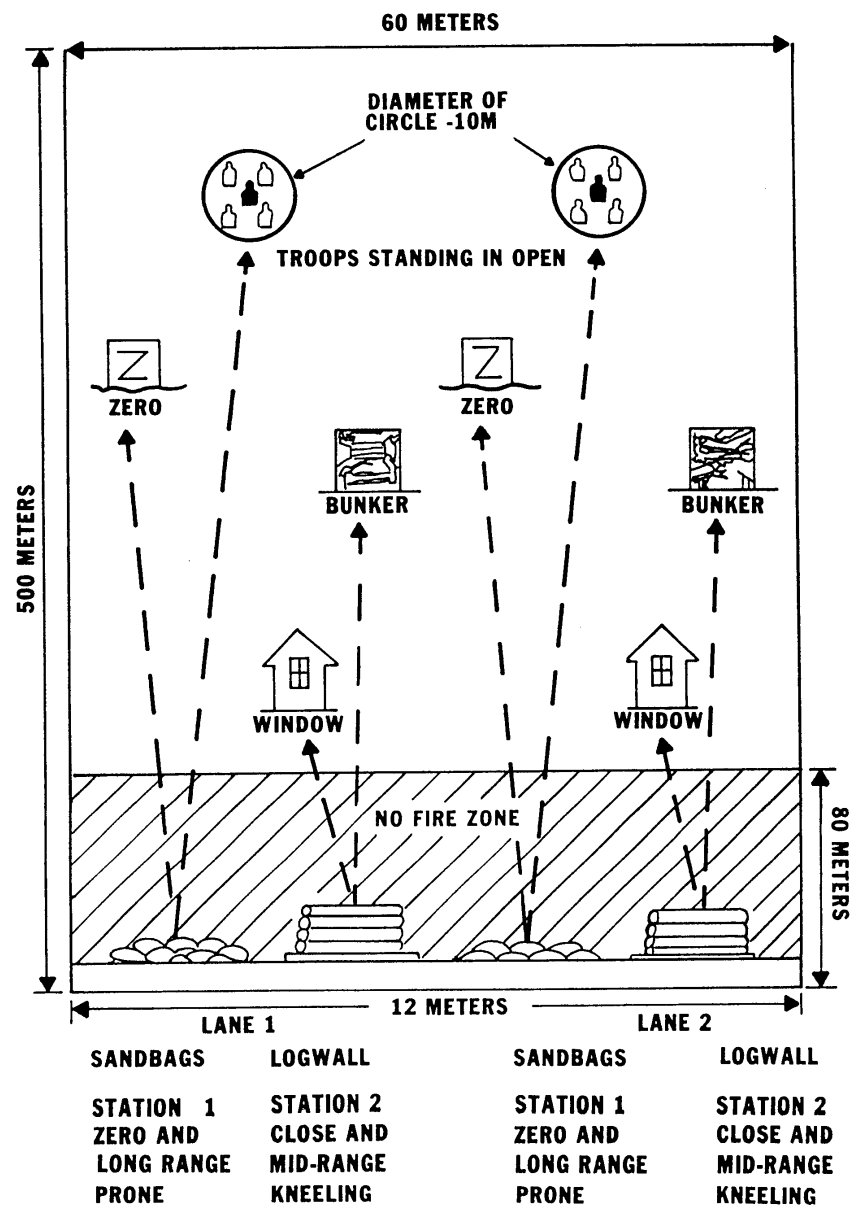 60 METERS
DIAMETER OF
CIRCLE -10M
TROOPS STANDING IN OPEN
Z
Z
ZERO
ZERO
BUNKER
BUNKER
500 METERS
WINDOW
WINDOW
NO FIRE ZONE
80 METERS
12 METERS
LANE 1
LANE 2
SANDBAGS
LOGWALL
SANDBAGS
LOGWALL
STATION 1
ZERO AND
LONG RANGE
PRONE
STATION 2
CLOSE AND
MID-RANGE
KNEELING
STATION 1
ZERO AND
LONG RANGE
PRONE
STATION 2
CLOSE AND
MID-RANGE
KNEELING